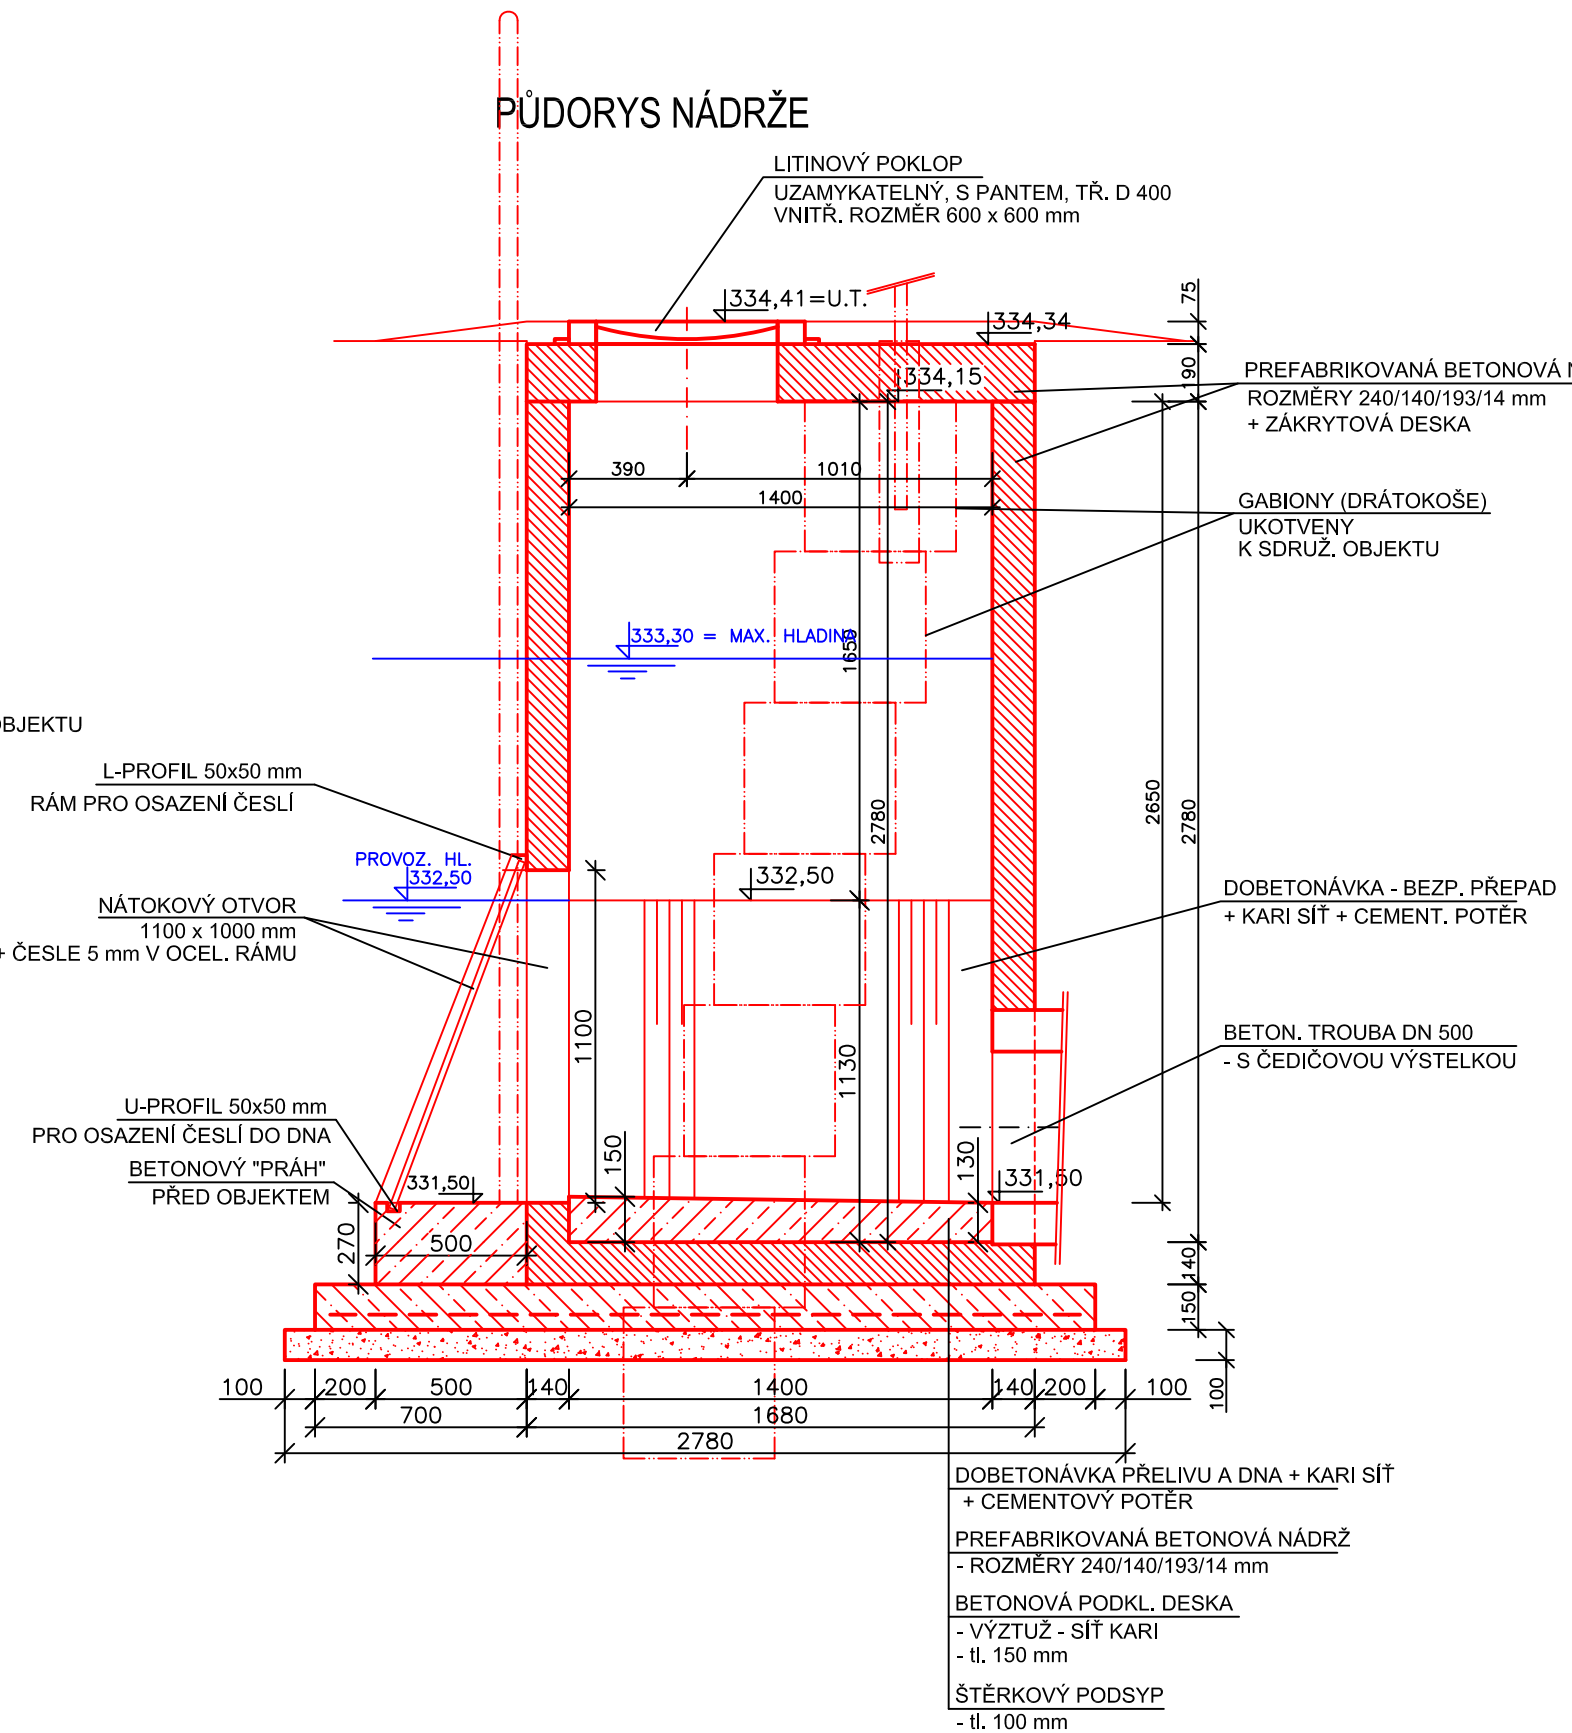 PŮDORYS NÁDRŽE
LITINOVÝ POKLOP
UZAMYKATELNÝ, S PANTEM, TŘ. D 400
VNITŘ. ROZMĚR 600 x 600 mm
334,41=U.T.
334,34
75
334,15
190
PREFABRIKOVANÁ BETONOVÁ
ROZMĚRY 240/140/193/14 mm
+ ZÁKRYTOVÁ DESKA
390
1010
1400
GABIONY (DRÁTOKOŠE)
UKOTVENY
K SDRUŽ. OBJEKTU
333,30 = MAX. HLADINA
1650
OBJEKTU
L-PROFIL 50x50 mm
RÁM PRO OSAZENÍ ČESLÍ
2780
2650
2780
PROVOZ. HL.
332,50
332,50
NÁTOKOVÝ OTVOR
1100 x 1000 mm
+ ČESLE 5 mm V OCEL. RÁMU
DOBETONÁVKA - BEZP. PŘEPAD
+ KARI SÍŤ + CEMENT. POTĚR
1100
1130
BETON. TROUBA DN 500
- S ČEDIČOVOU VÝSTELKOU
U-PROFIL 50x50 mm
PRO OSAZENÍ ČESLÍ DO DNA
BETONOVÝ "PRÁH"
PŘED OBJEKTEM
331,50
150
130
331,50
270
500
140
150
100
100
200
500
140
1400
140
200
100
700
1680
2780
DOBETONÁVKA PŘELIVU A DNA + KARI SÍŤ
+ CEMENTOVÝ POTĚR
PREFABRIKOVANÁ BETONOVÁ NÁDRŽ
- ROZMĚRY 240/140/193/14 mm
BETONOVÁ PODKL. DESKA
- VÝZTUŽ - SÍŤ KARI
- tl. 150 mm
ŠTĚRKOVÝ PODSYP
- tl. 100 mm